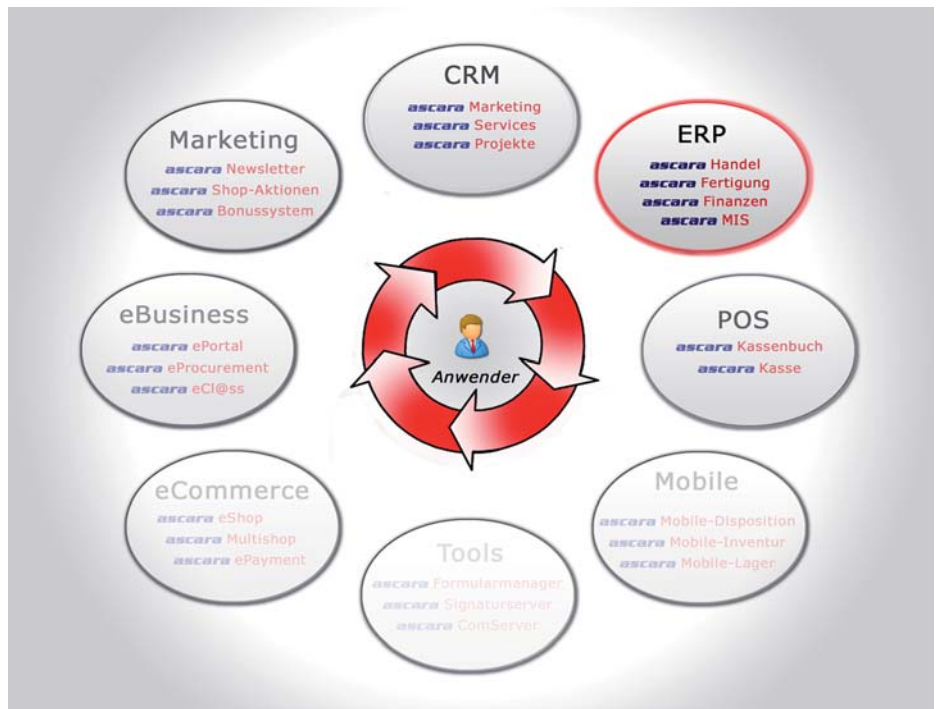 CRM
ascara Marketing
ascara Services
ascara Projekte
ERP
ascara Handel
ascara Fertigung
ascara Finanzen
ascara MIS
POS
ascara Kassenbuch
ascara Kasse
Mobile
ascara Mobile-Disposition
ascara Mobile-Inventur
ascara Mobile-Lager
Tools
ascara Formularmanager
ascara Signaturserver
ascara ComServer
eCommerce
ascara eShop
ascara Multishop
ascara ePayment
eBusiness
ascara ePortal
ascara eProcurement
ascara eCl@ss
Marketing
ascara Newsletter
ascara Shop-Aktionen
ascara Bonussystem
Anwender